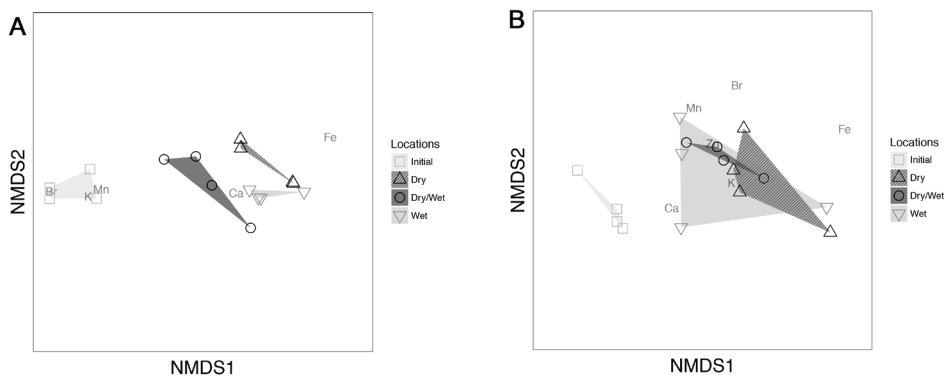 A
Br
K
Mn
Ca
Fe
NMDS1
NMDS2
Locations
Initial
Dry
Dry/Wet
Wet
B
Br
Mn
Fe
Zn
K
Ca
NMDS1
NMDS2
Locations
Initial
Dry
Dry/Wet
Wet